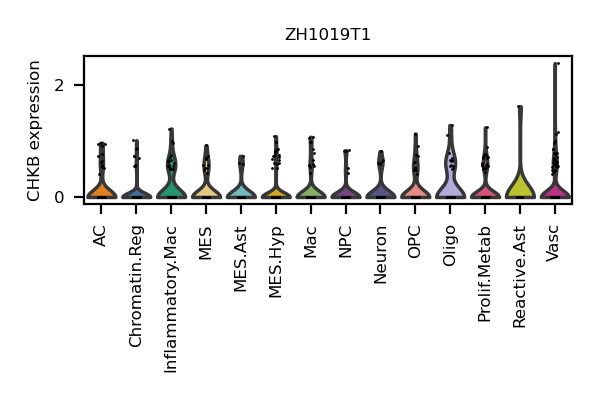 ZH1019T1
CHKB expression
2
0
AC
Chromatin.Reg
Inflammatory.Mac
MES
MES.Ast
MES.Hyp
Mac
NPC
Neuron
OPC
Oligo
Prolif.Metab
Reactive.Ast
Vasc